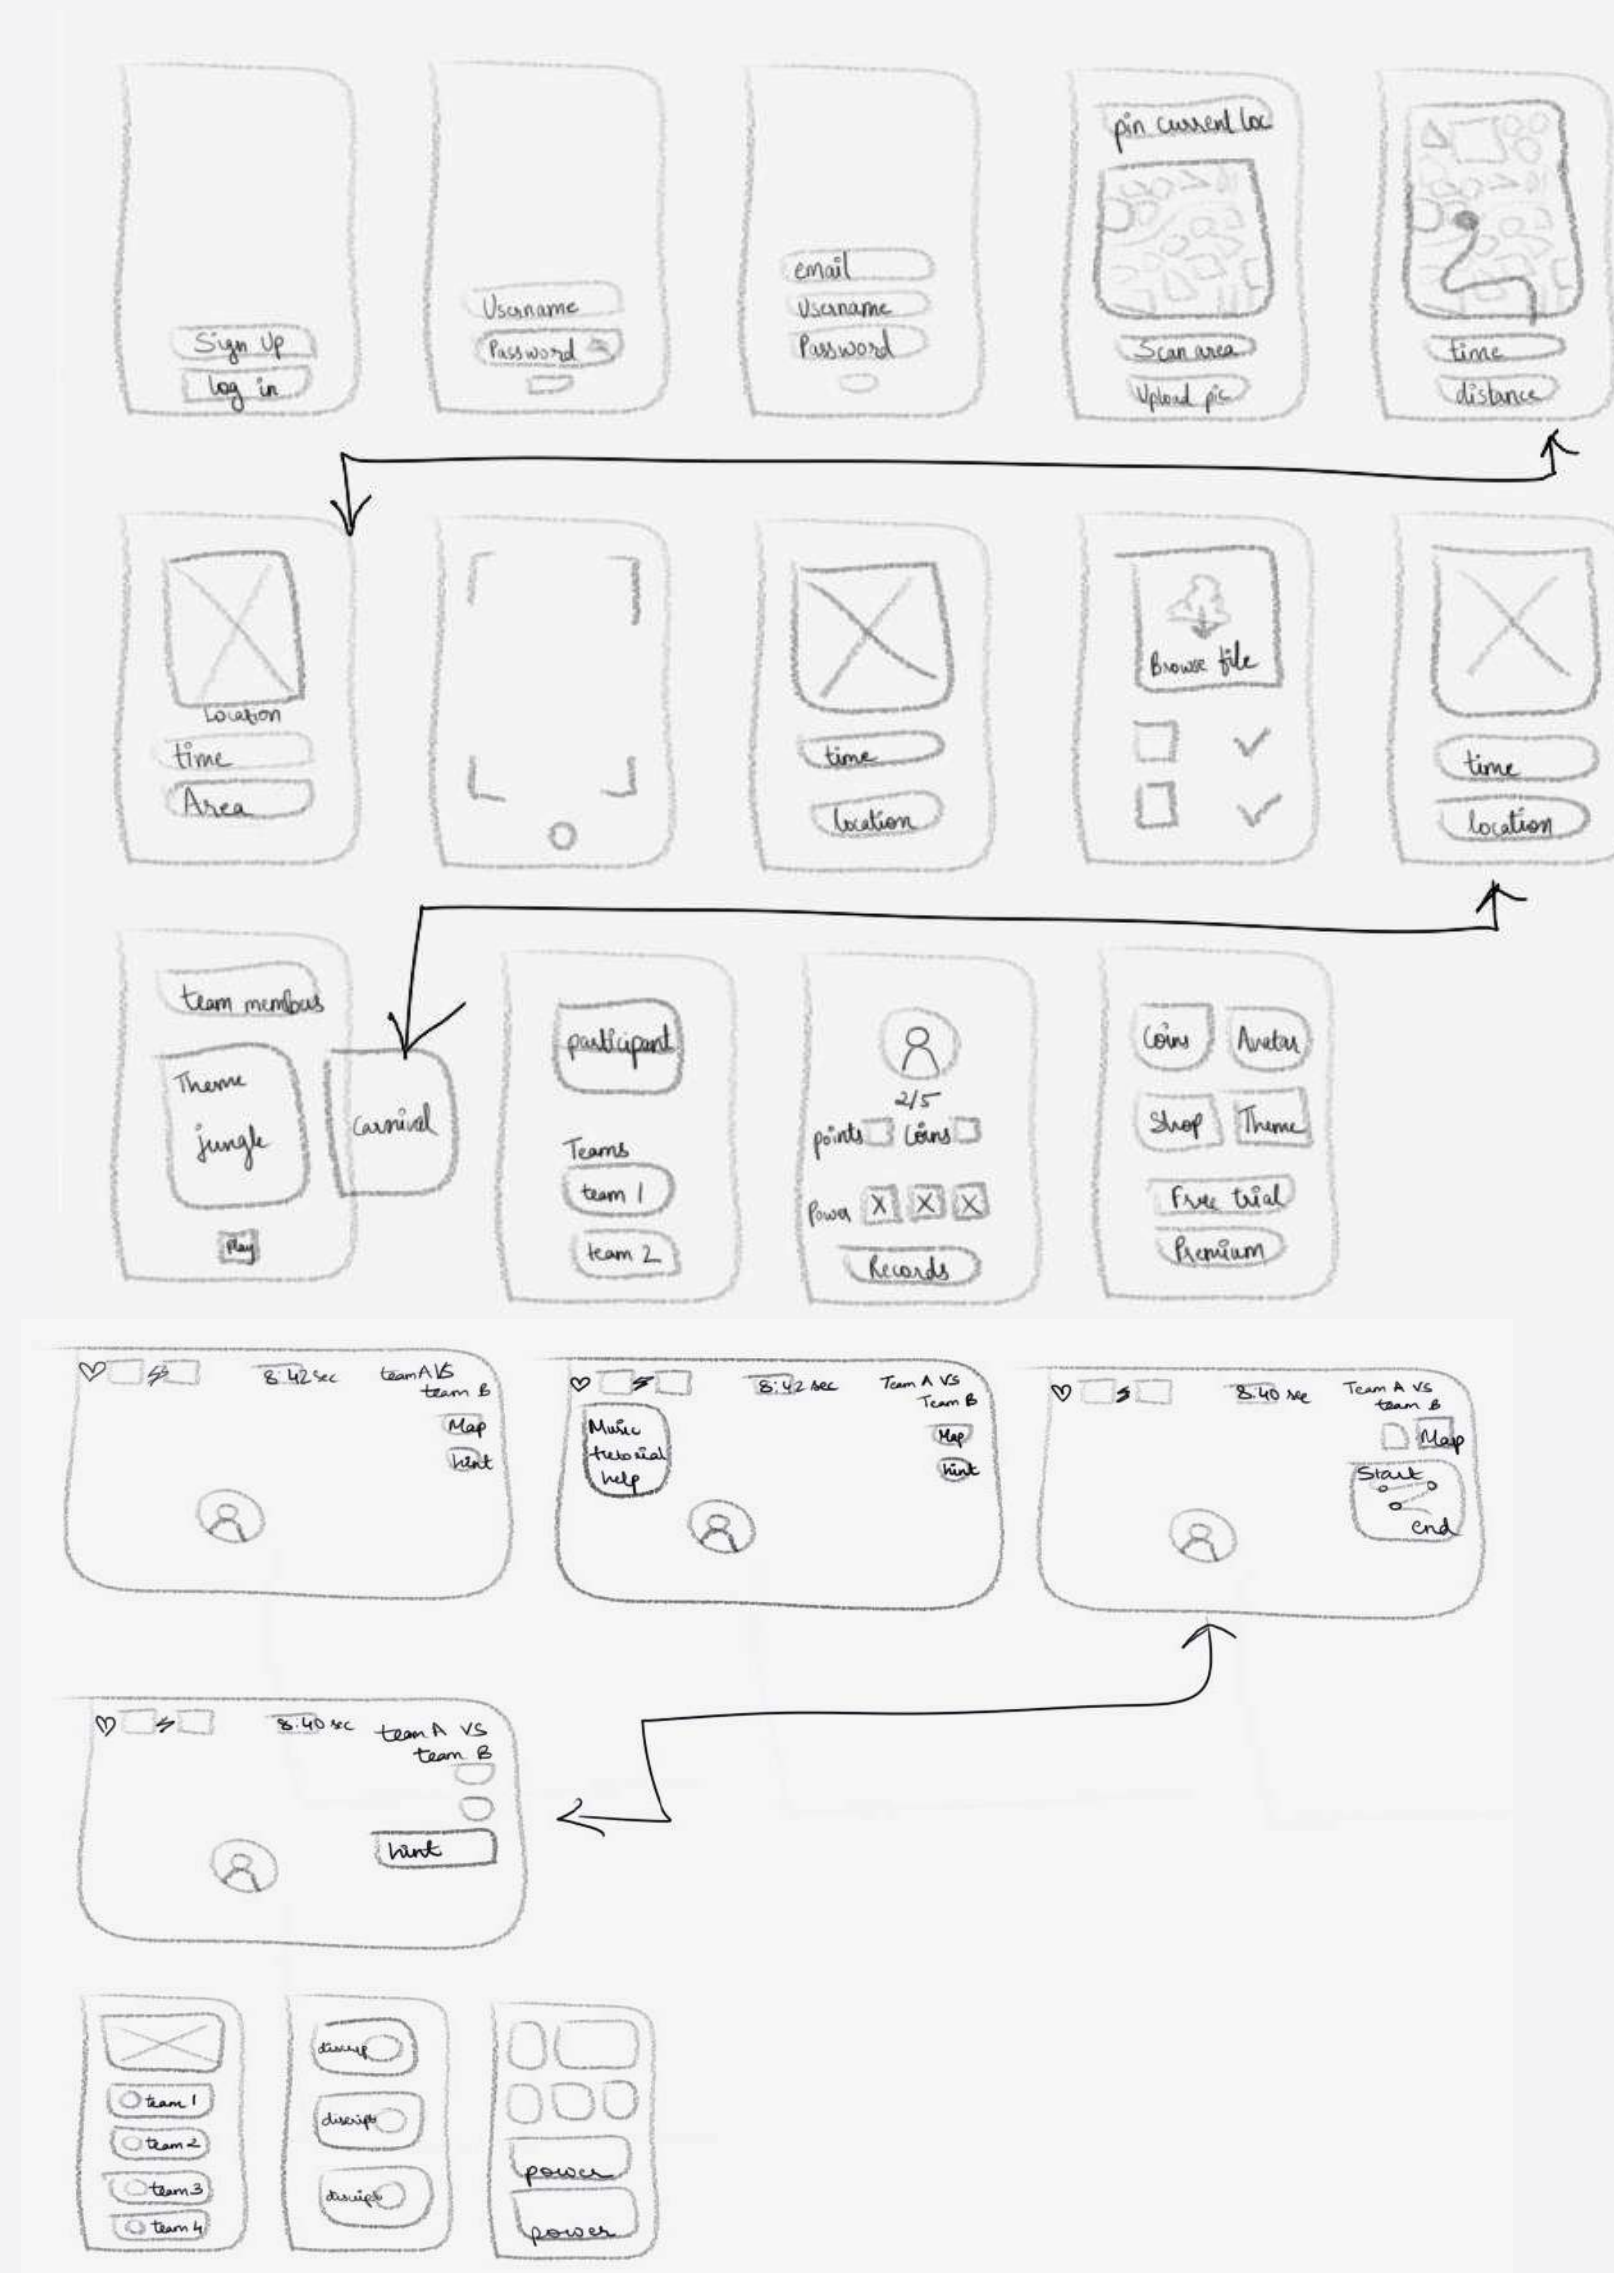 Sign Up
log in
Username
Password
email
Username
Password
pin current loc
Scan area
Upload pic
time
distance
Location
time
Area
time
location
Browse file
time
location
team members
Theme
jungle
Play
Carnival
participant
Teams
team 1
team 2
2/5
points Coins
Power X X X
Records
Coins Avatar
Shop Theme
Free trial
Premium
8:42 sec
team A VS
team B
Map
hint
8:42 sec
Team A VS
Team B
Music
tutorial
help
Map
hint
8:40 sec
Team A VS
team B
Map
Start
end
8:40 sec
team A VS
team B
hint
team 1
team 2
team 3
team 4
discrip
discript
discript
power
power